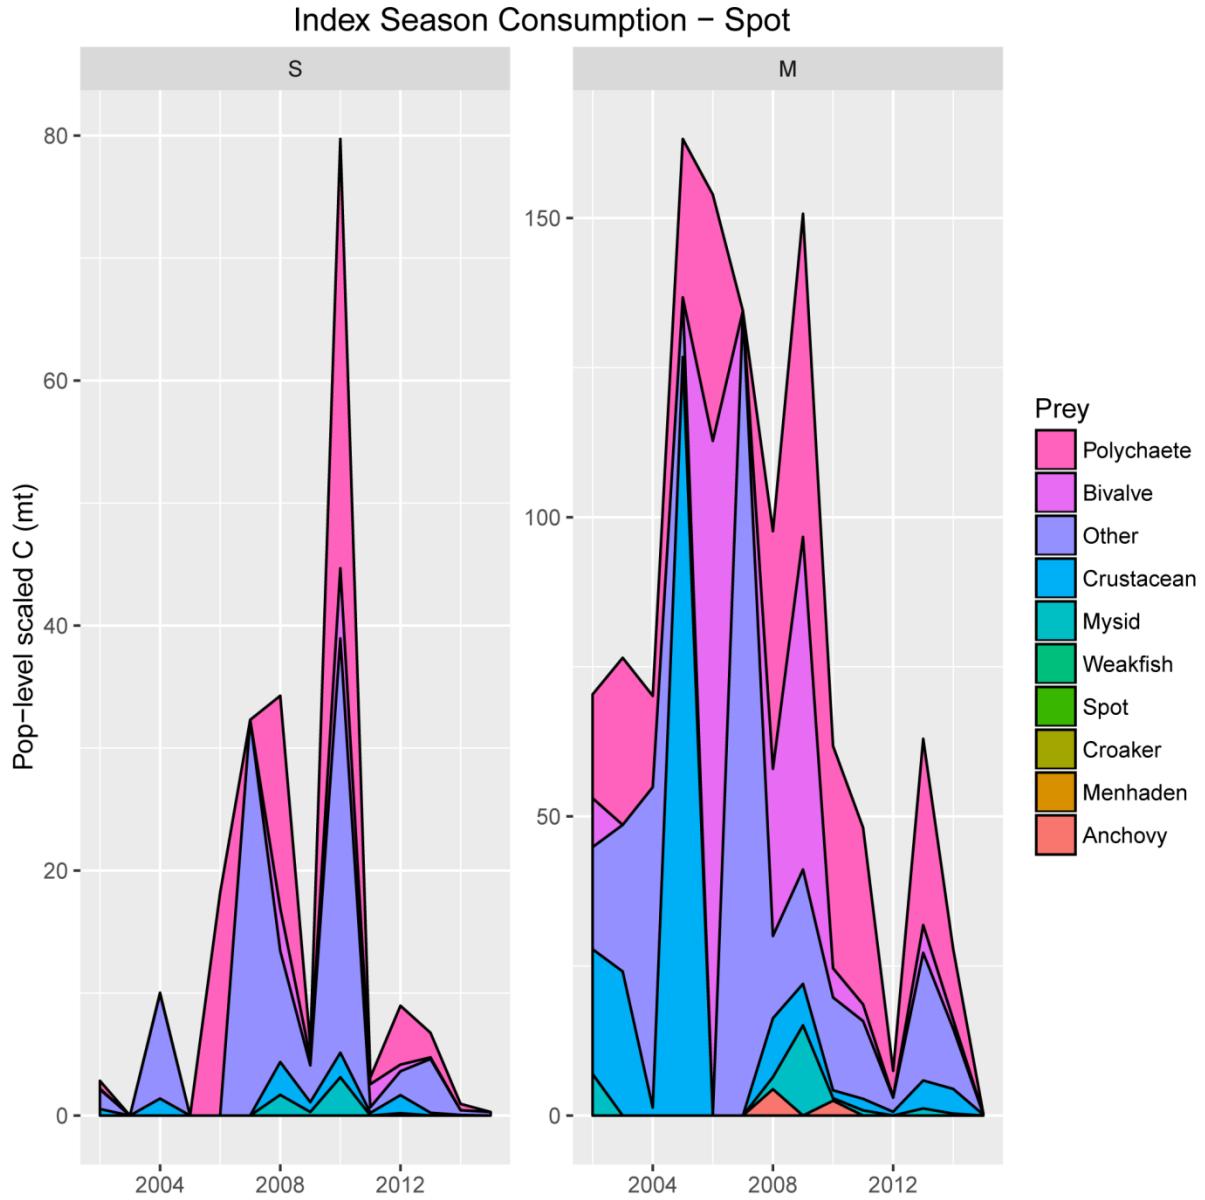 Index Season Consumption − Spot
S
M
Pop−level scaled C (mt)
80
60
40
20
0
2004
2008
2012
150
100
50
0
2004
2008
2012
Prey
Polychaete
Bivalve
Other
Crustacean
Mysid
Weakfish
Spot
Croaker
Menhaden
Anchovy